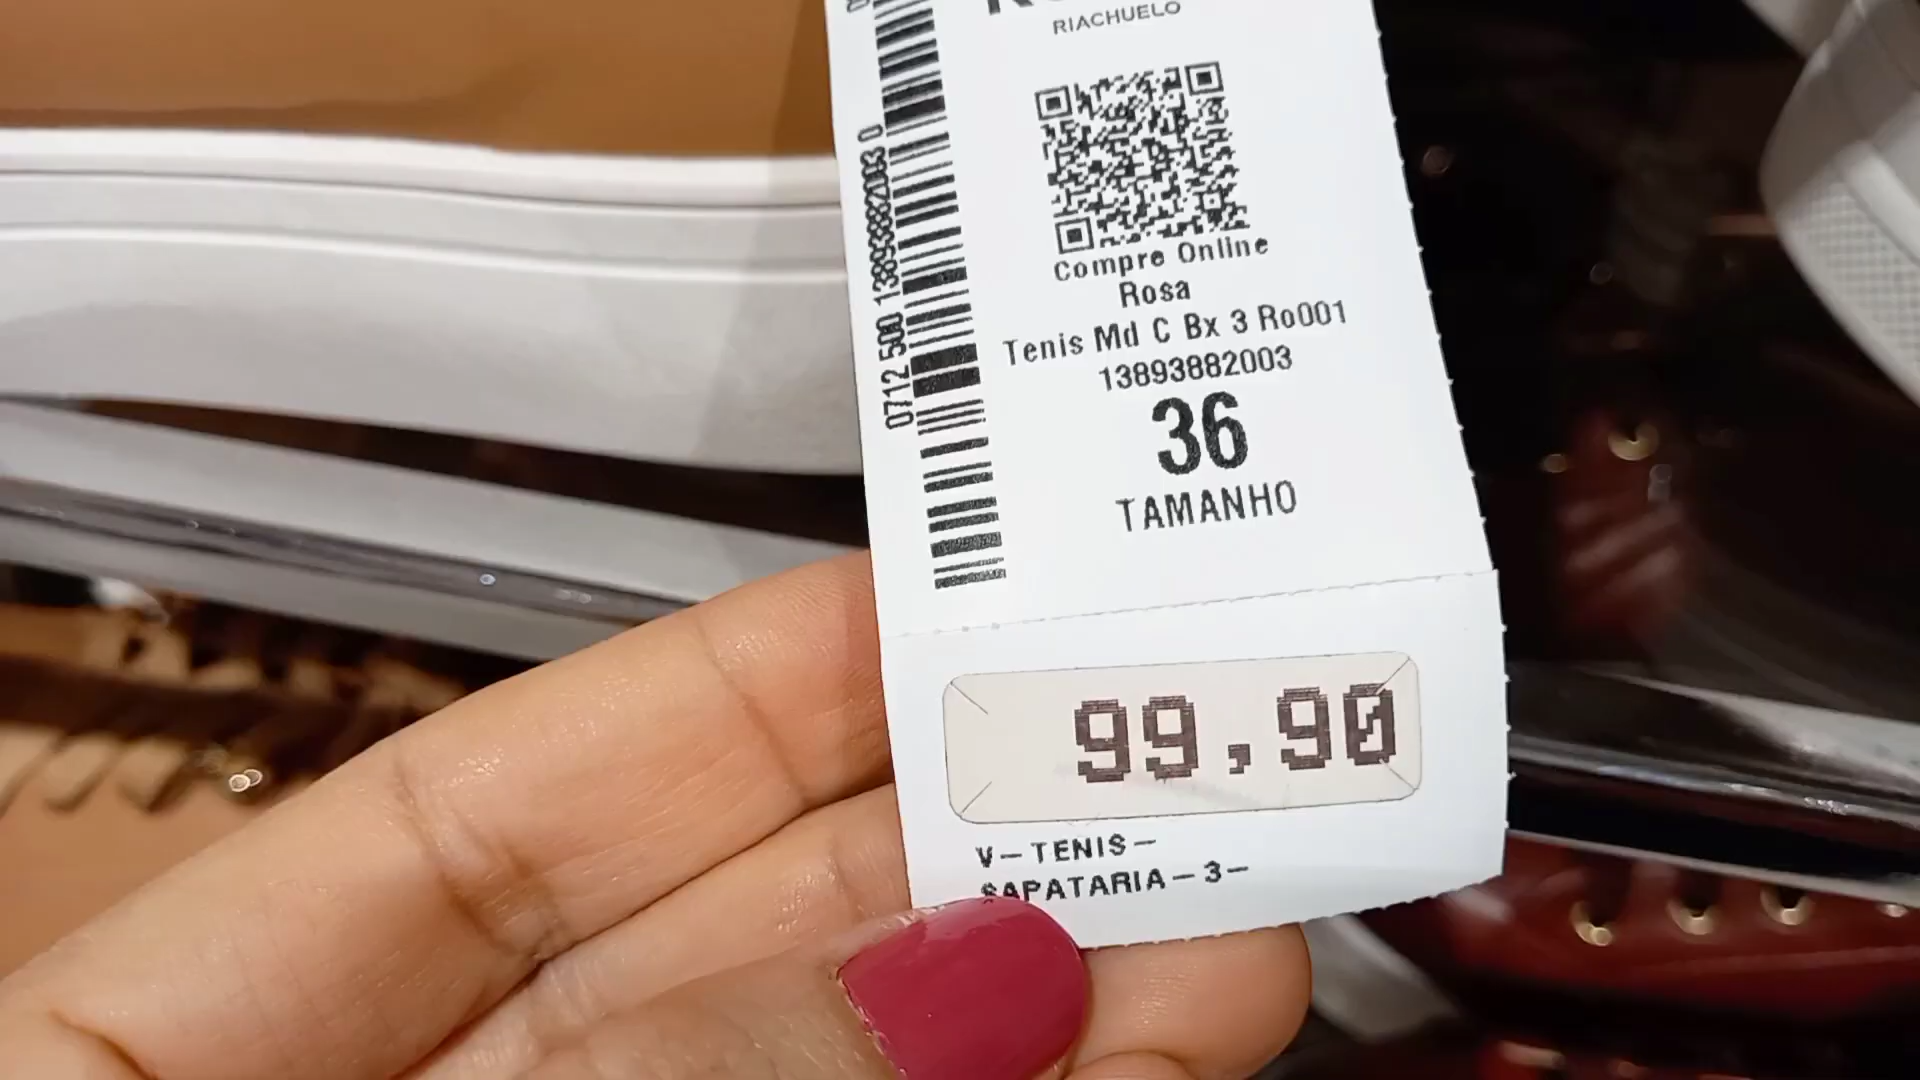 RIACHUELO
0712 500 13893882003 0
Compre Online
Rosa
Tenis Md C Bx 3 Ro001
13893882003
36
TAMANHO
99,90
V-TENIS-
SAPATARIA-3-